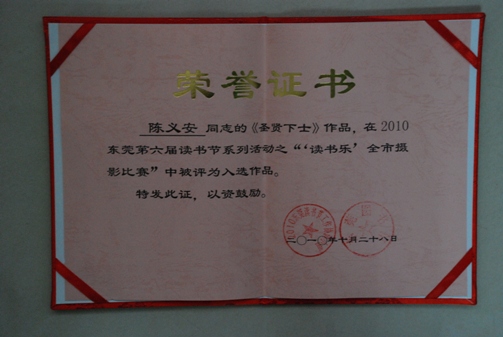 荣誉证书
陈义安 同志的《圣贤下士》作品，在 2010
东莞第六届读书节系列活动之“‘读书乐’全市摄
影比赛”中被评为入选作品。
特发此证，以资鼓励。
二〇一〇年十月二十八日